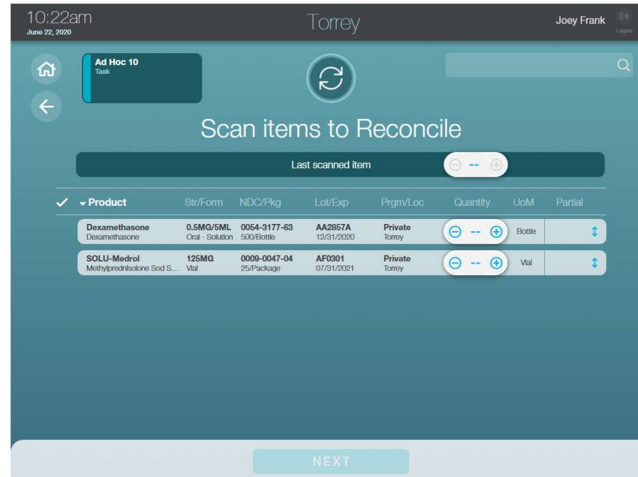 10:22am
June 22, 2020
Torrey
Joey Frank
Logout
Ad Hoc 10
Task
Scan items to Reconcile
Last scanned item
--
Product Str/Form NDC/Pkg Lot/Exp Prgm/Loc Quantity UoM Partial
Dexamethasone 0.5MG/5ML 0054-3177-63 AA2857A Private -- Bottle
Dexamethasone Oral - Solution 500/Bottle 12/31/2020 Torrey
SOLU-Medrol 125MG 0009-0047-04 AF0301 Private -- Vial
Methylprednisolone Sod S... Vial 25/Package 07/31/2021 Torrey
NEXT